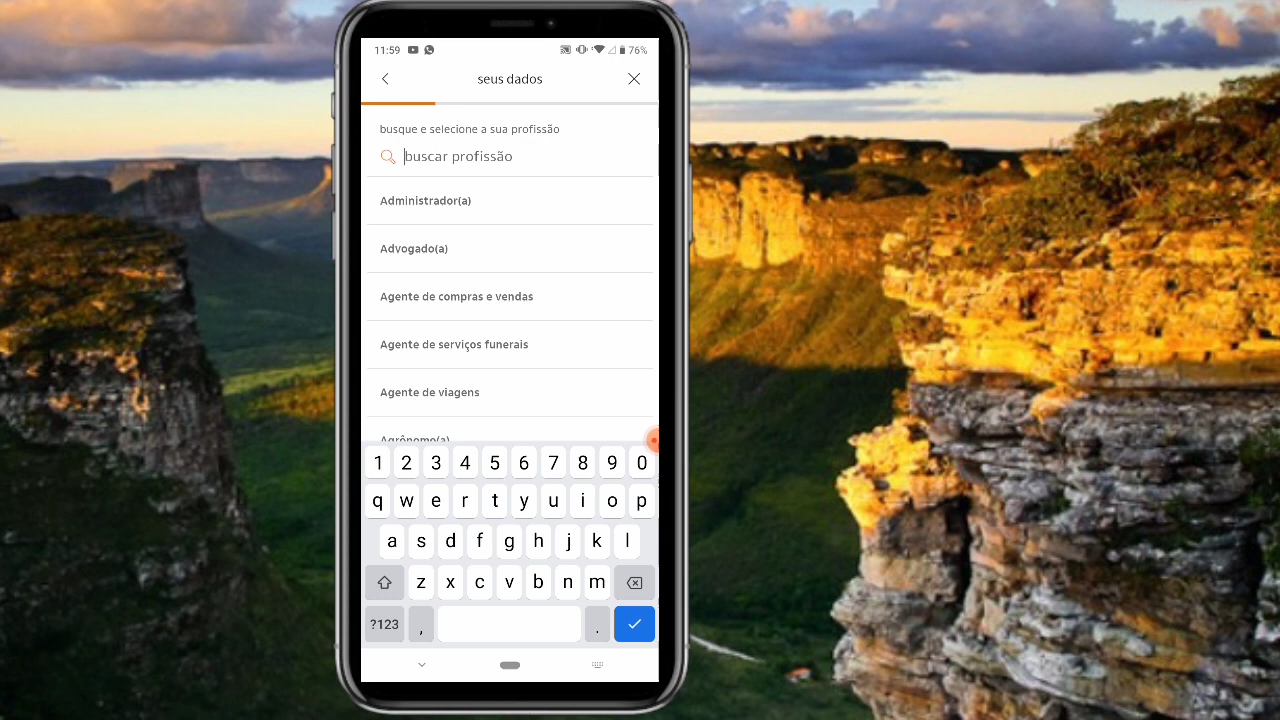 11:59 76%
seus dados
busque e selecione a sua profissão
buscar profissão
Administrador(a)
Advogado(a)
Agente de compras e vendas
Agente de serviços funerais
Agente de viagens
Agrônomo(a)
1 2 3 4 5 6 7 8 9 0
q w e r t y u i o p
a s d f g h j k l
z x c v b n m
?123 , .